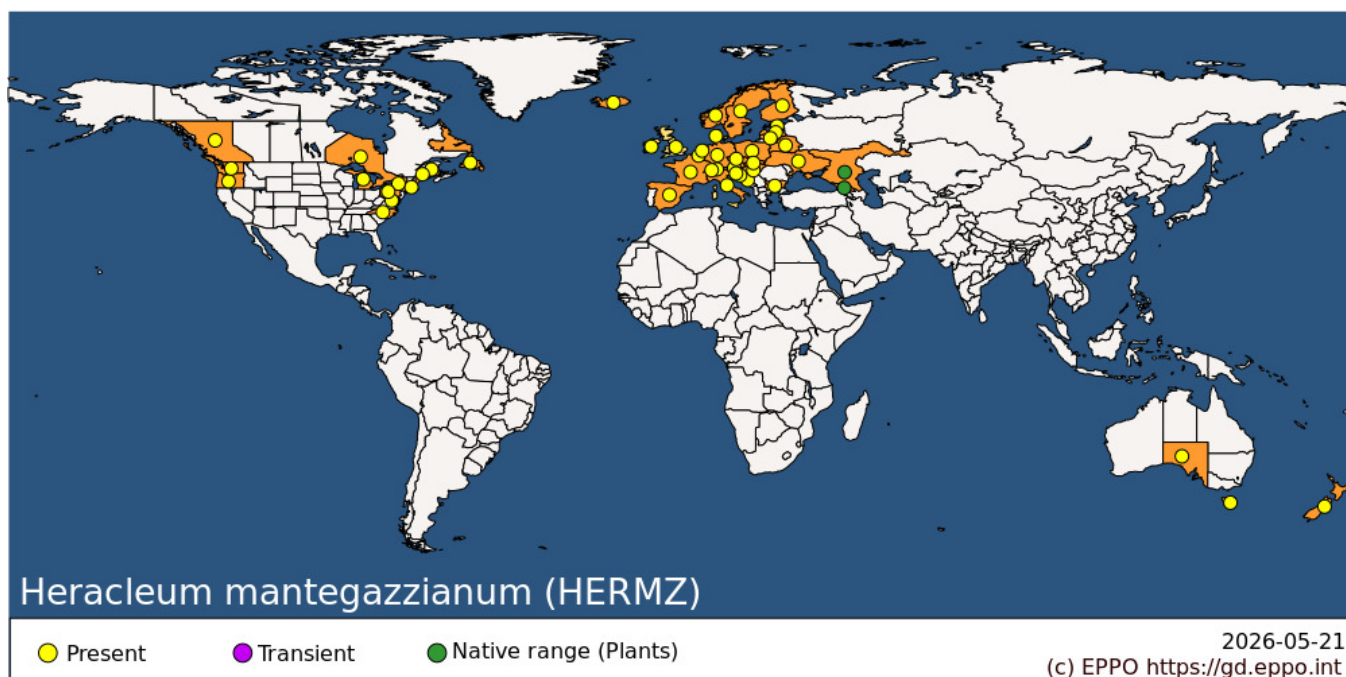 Heracleum mantegazzianum (HERMZ)
Present
Transient
Native range (Plants)
2026-05-21
(c) EPPO https://gd.eppo.int